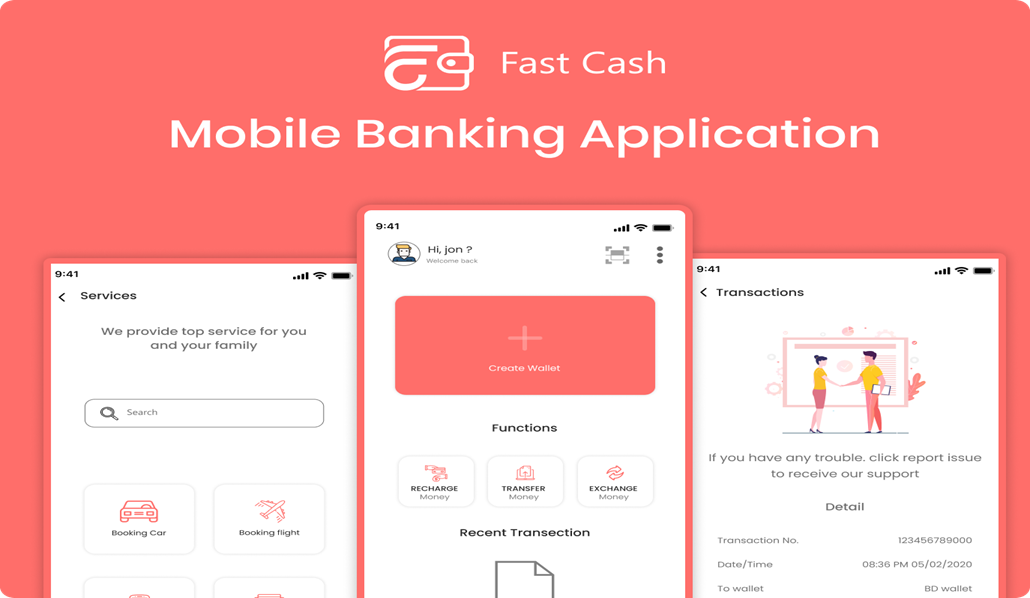 Fast Cash
Mobile Banking Application
9:41
Services
We provide top service for you
and your family
Search
Booking Car
Booking flight
9:41
Hi, jon ?
Welcome back
Create Wallet
Functions
RECHARGE
Money
TRANSFER
Money
EXCHANGE
Money
Recent Transection
9:41
Transactions
If you have any trouble. click report issue
to receive our support
Detail
Transaction No. 123456789000
Date/Time 08:36 PM 05/02/2020
To wallet BD wallet